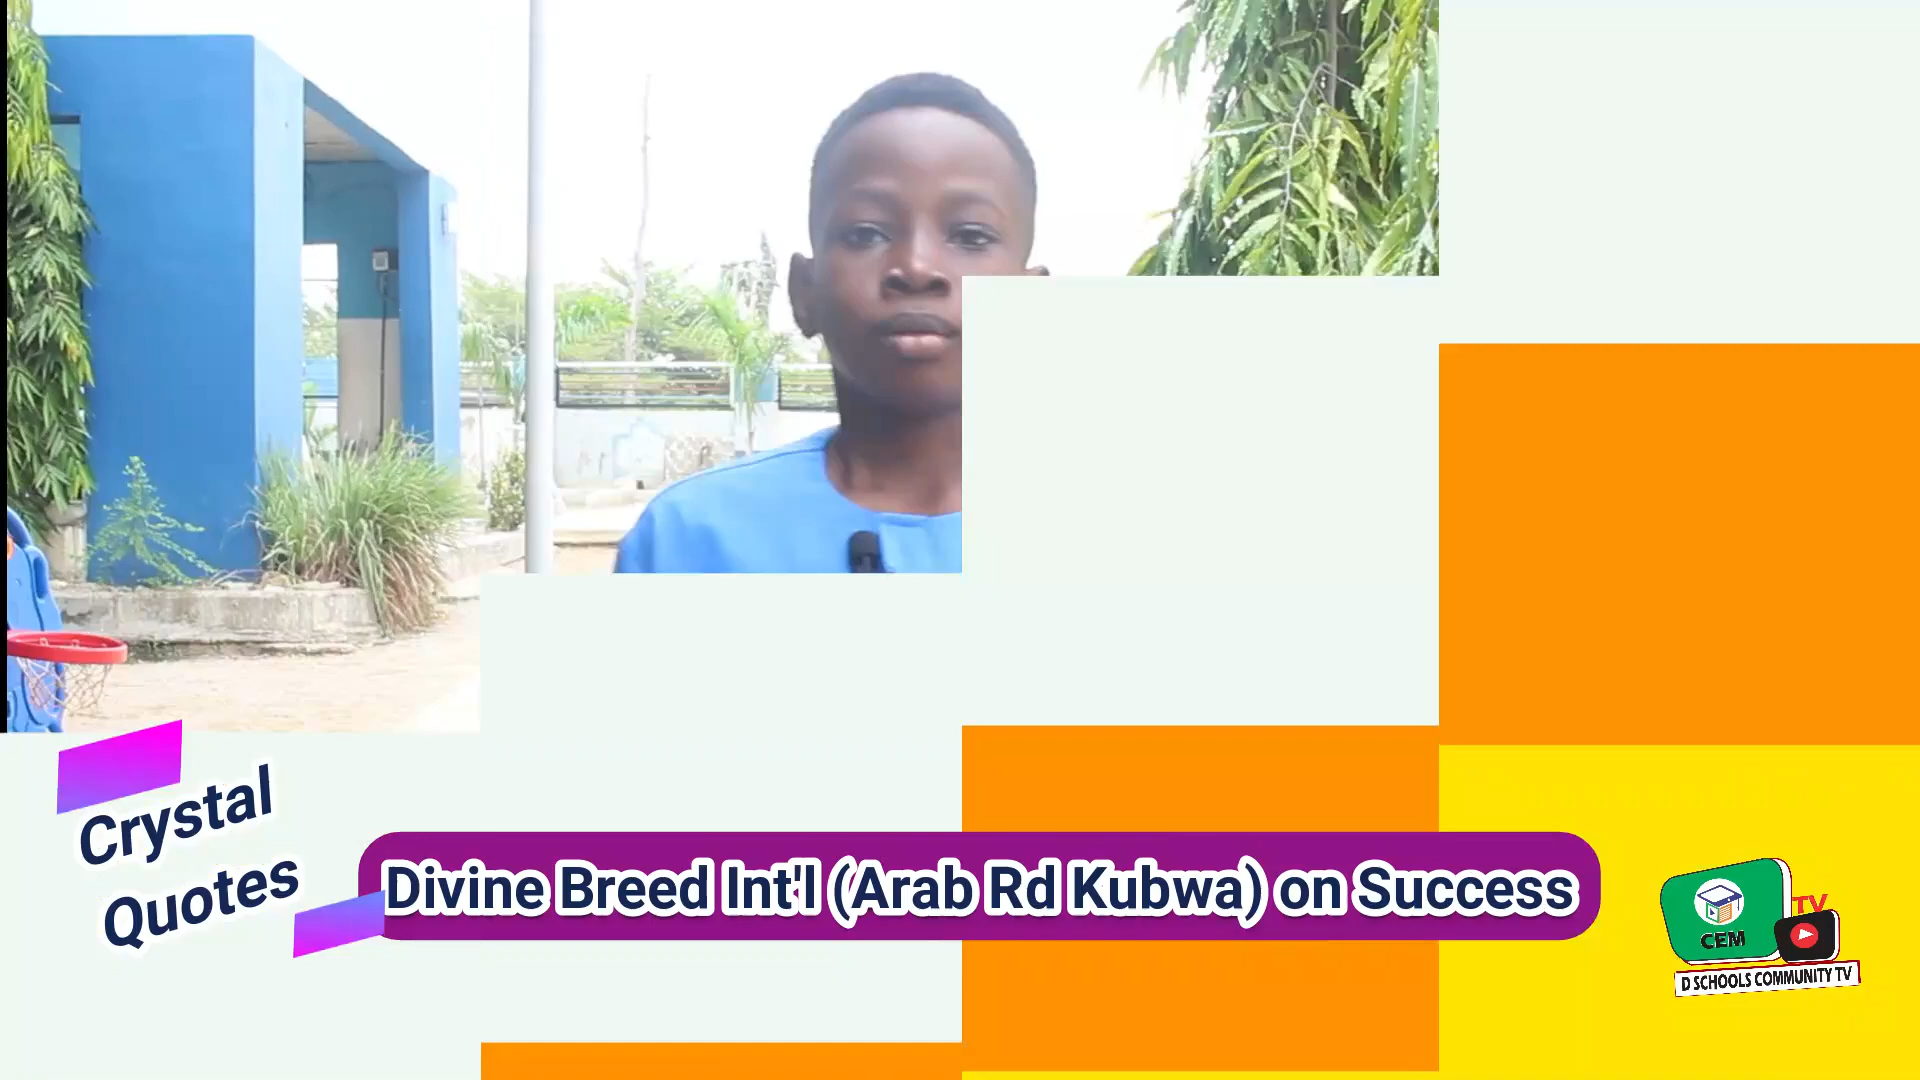 Crystal
Quotes
Divine Breed Int'l (Arab Rd Kubwa) on Success
CEM
TV
D SCHOOLS COMMUNITY TV